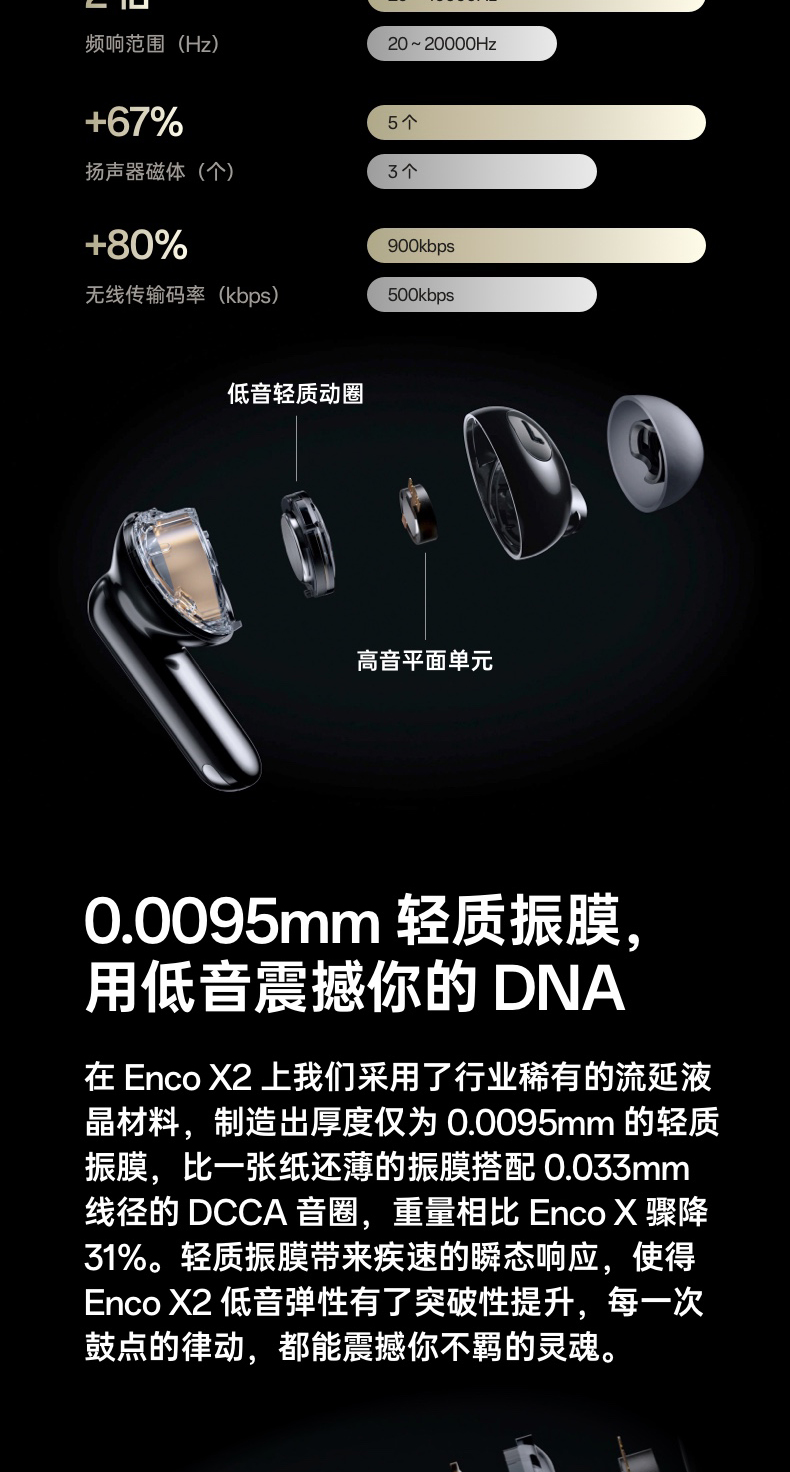 频响范围（Hz）
20 ~ 20000Hz
+67%
5 个
扬声器磁体（个）
3 个
+80%
900kbps
无线传输码率（kbps）
500kbps
低音轻质动圈
高音平面单元
0.0095mm 轻质振膜，
用低音震撼你的 DNA
在 Enco X2 上我们采用了行业稀有的流延液
晶材料，制造出厚度仅为 0.0095mm 的轻质
振膜，比一张纸还薄的振膜搭配 0.033mm
线径的 DCCA 音圈，重量相比 Enco X 骤降
31%。轻质振膜带来疾速的瞬态响应，使得
Enco X2 低音弹性有了突破性提升，每一次
鼓点的律动，都能震撼你不羁的灵魂。